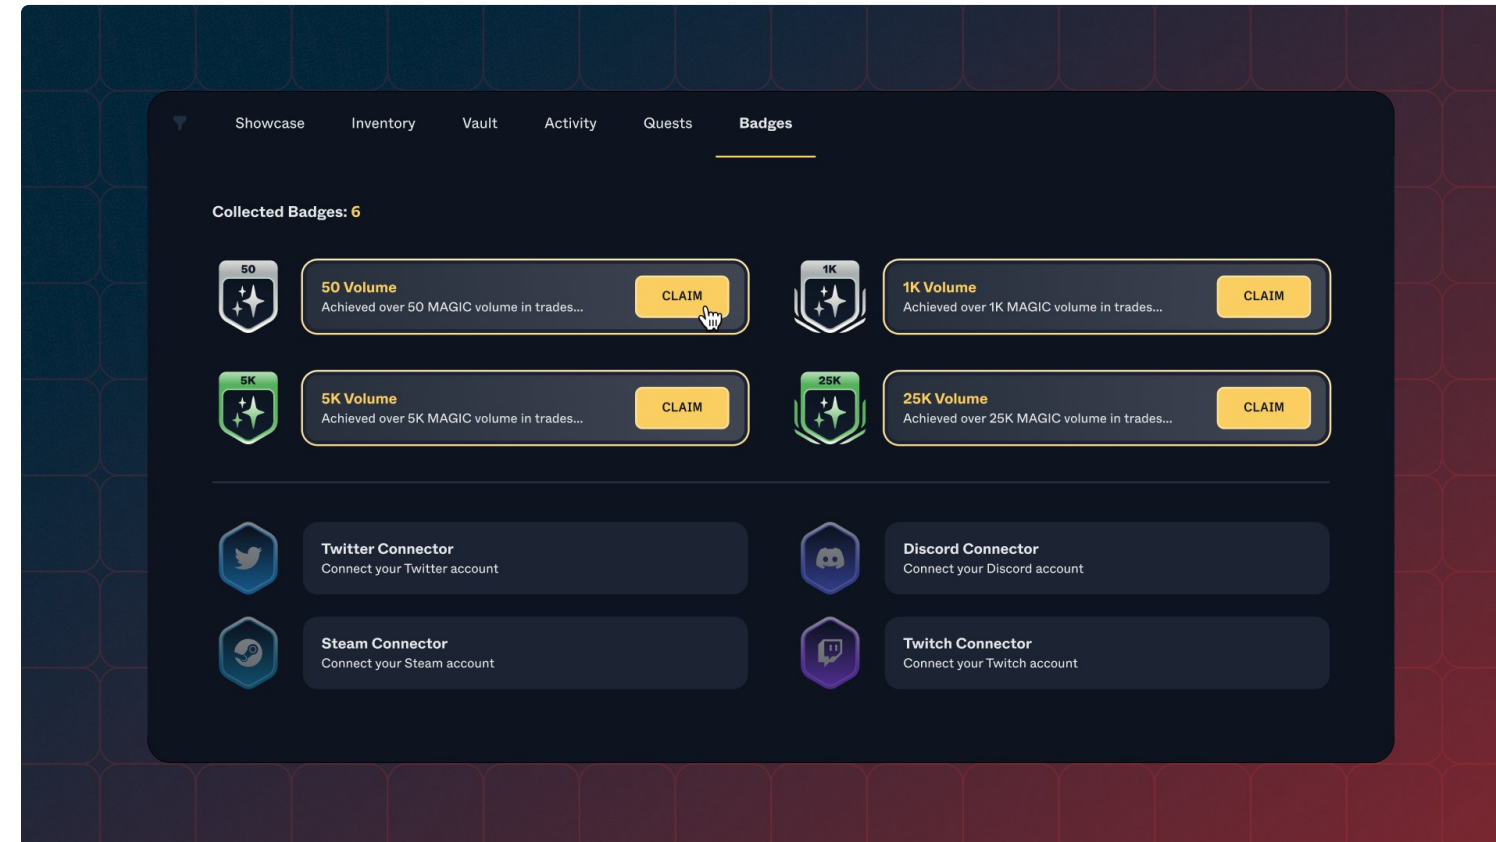 Showcase Inventory Vault Activity Quests Badges
Collected Badges: 6
50
50 Volume
Achieved over 50 MAGIC volume in trades...
CLAIM
1K
1K Volume
Achieved over 1K MAGIC volume in trades...
CLAIM
5K
5K Volume
Achieved over 5K MAGIC volume in trades...
CLAIM
25K
25K Volume
Achieved over 25K MAGIC volume in trades...
CLAIM
Twitter Connector
Connect your Twitter account
Discord Connector
Connect your Discord account
Steam Connector
Connect your Steam account
Twitch Connector
Connect your Twitch account